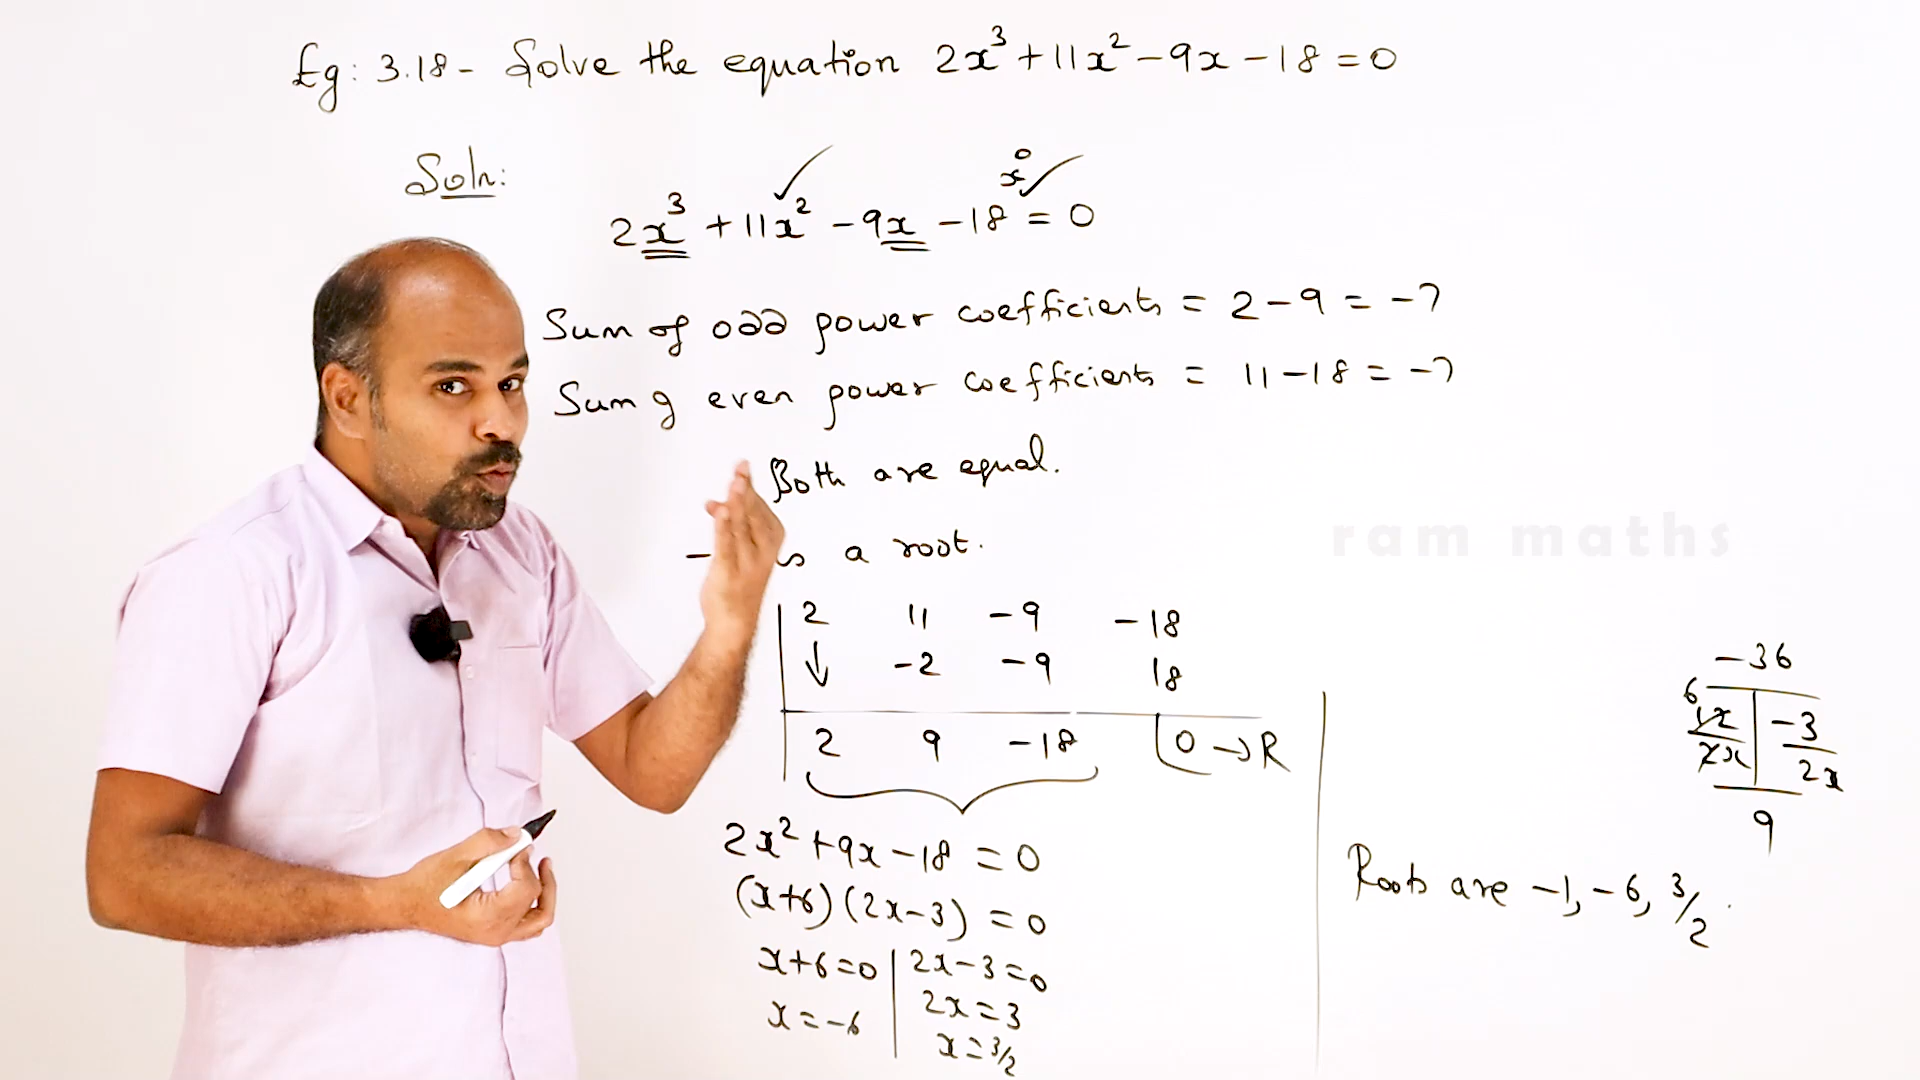 Eg: 3.18 - Solve the equation 2x³ + 11x² - 9x - 18 = 0
Soln:
x⁰
2x³ + 11x² - 9x - 18 = 0
Sum of odd power coefficients = 2 - 9 = -7
Sum of even power coefficients = 11 - 18 = -7
Both are equal.
- a root.
ram maths
2 11 -9 -18
↓ -2 -9 18
2 9 -18 0 → R
2x² + 9x - 18 = 0
(x+6) (2x-3) = 0
x+6=0 | 2x-3=0
x=-6 | 2x=3
x=3/2
-36
6
12 | -3
2x | 2x
9
Roots are -1, -6, 3/2.